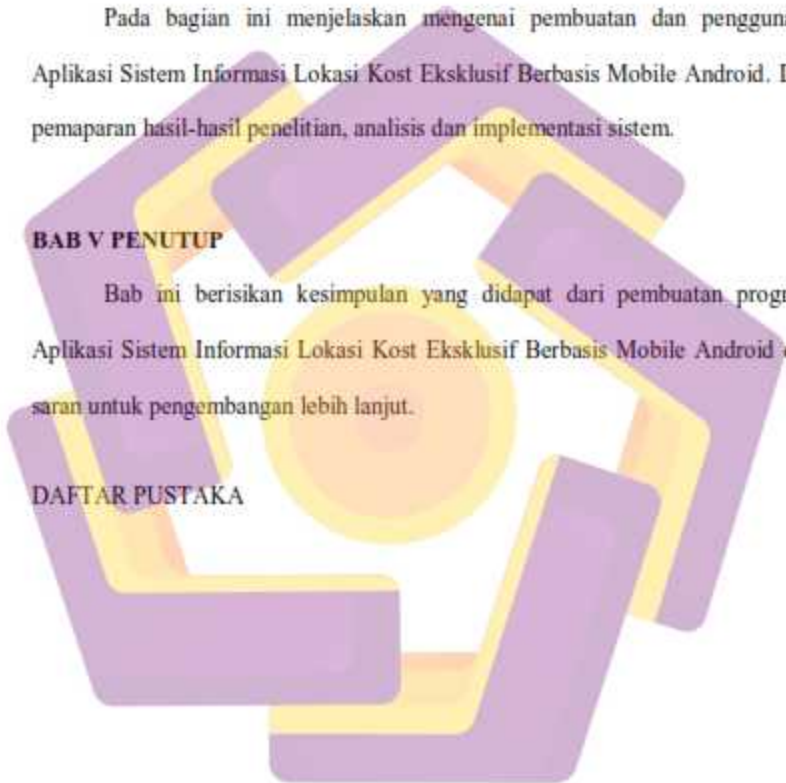 Pada bagian ini menjelaskan mengenai pembuatan dan
Aplikasi Sistem Informasi Lokasi Kost Eksklusif Berbasis Mobile Android.
pemaparan hasil-hasil penelitian, analisis dan implementasi sistem.
BAB V PENUTUP
Bab ini berisikan kesimpulan yang didapat dari pembuatan
Aplikasi Sistem Informasi Lokasi Kost Eksklusif Berbasis Mobile Android
saran untuk pengembangan lebih lanjut.
DAFTAR PUSTAKA